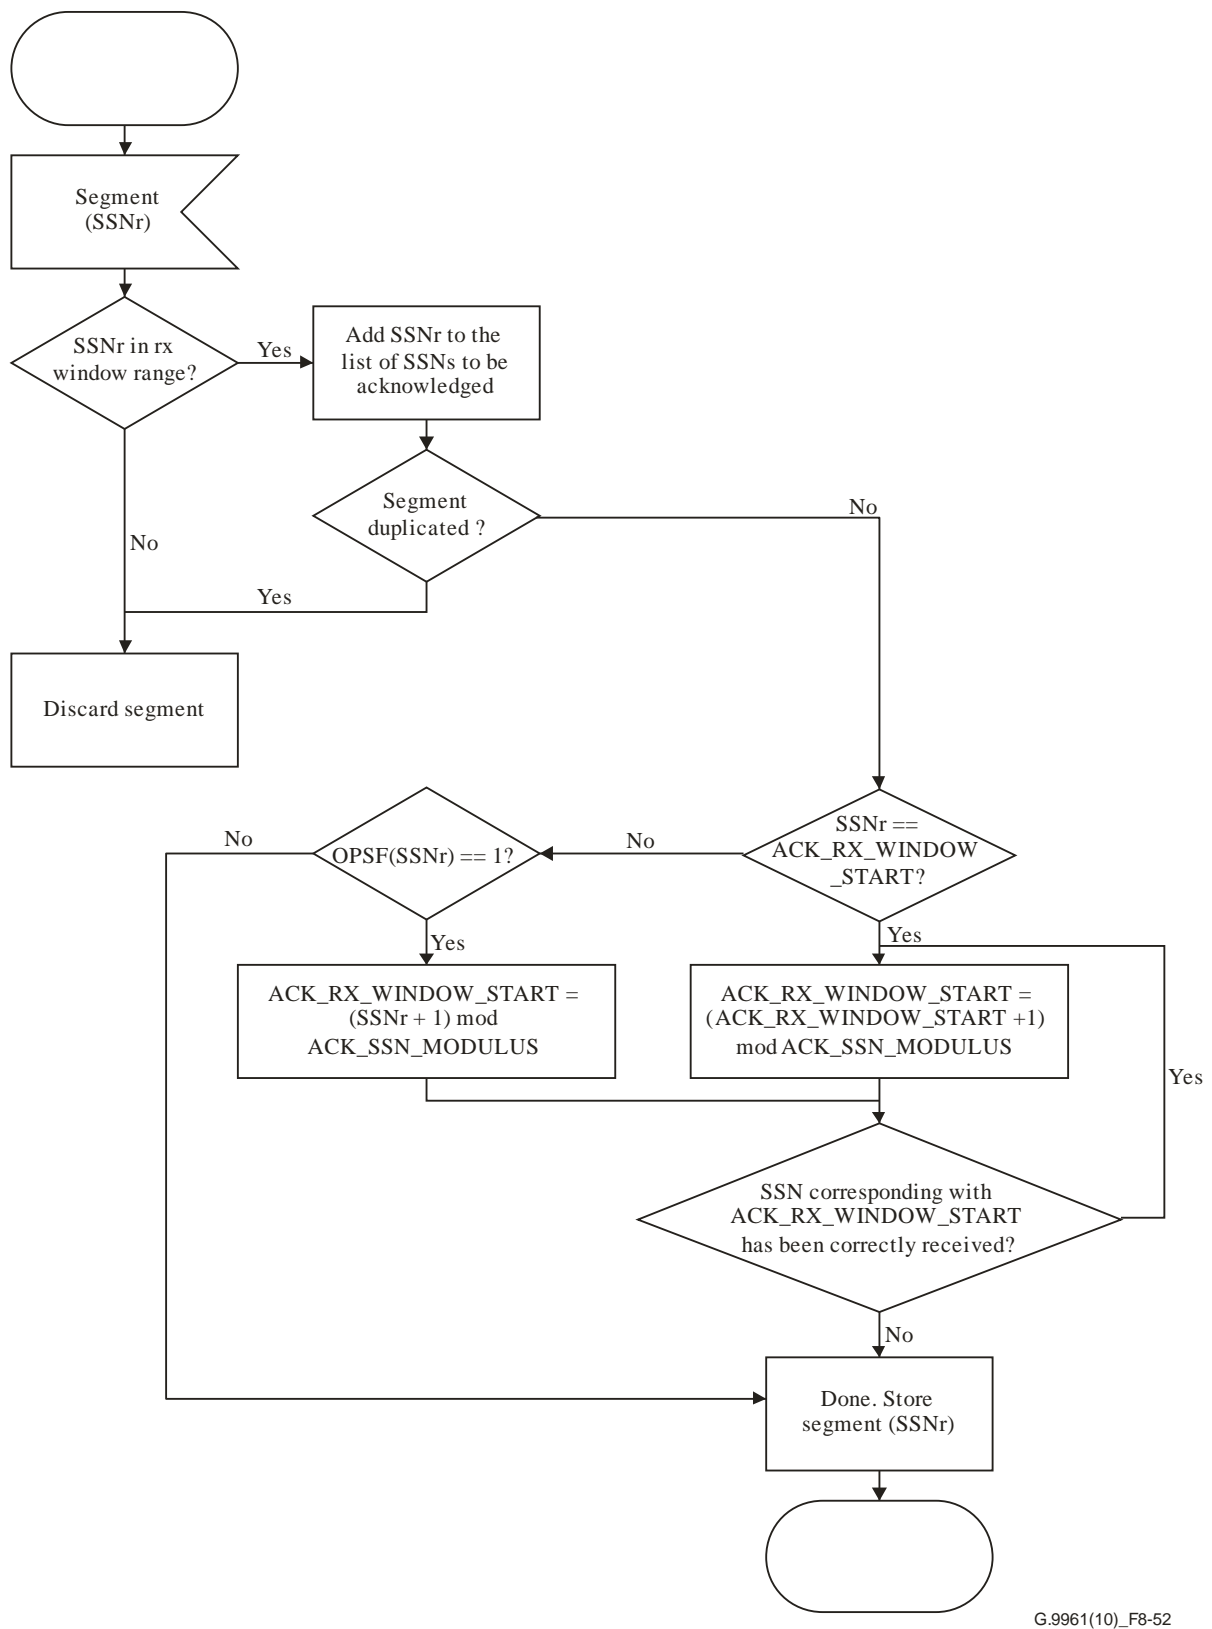 Segment
(SSNr)
SSNr in rx
window range?
Yes
Add SSNr to the
list of SSNs to be
acknowledged
Segment
duplicated ?
No
No
Yes
Discard segment
SSNr ==
ACK_RX_WINDOW
_START?
No
OPSF(SSNr) == 1?
No
Yes
Yes
ACK_RX_WINDOW_START =
(SSNr + 1) mod
ACK_SSN_MODULUS
ACK_RX_WINDOW_START =
(ACK_RX_WINDOW_START +1)
mod ACK_SSN_MODULUS
Yes
SSN corresponding with
ACK_RX_WINDOW_START
has been correctly received?
No
Done. Store
segment (SSNr)
G.9961(10)_F8-52